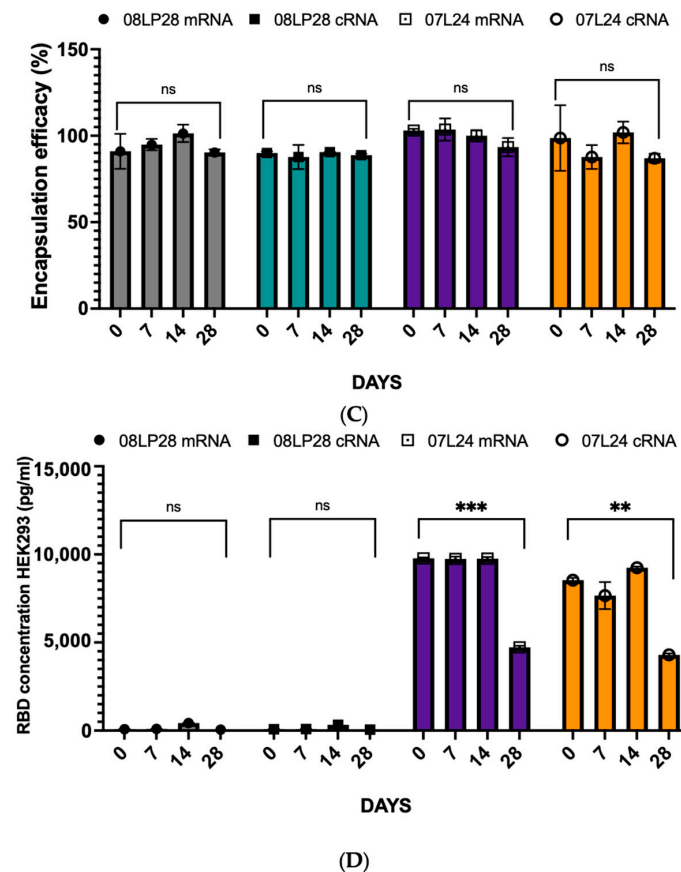 08LP28 mRNA 08LP28 cRNA 07L24 mRNA 07L24 cRNA
Encapsulation efficacy (%)
150
100
50
0
ns ns ns ns
0 7 14 28 0 7 14 28 0 7 14 28 0 7 14 28
DAYS
(C)
08LP28 mRNA 08LP28 cRNA 07L24 mRNA 07L24 cRNA
RBD concentration HEK293 (pg/ml)
15,000
10,000
5,000
0
ns ns *** **
0 7 14 28 0 7 14 28 0 7 14 28 0 7 14 28
DAYS
(D)